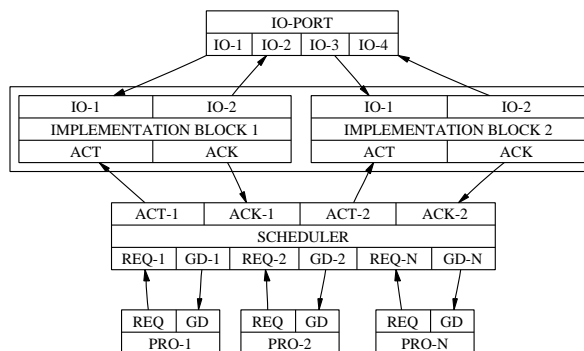 IO-PORT
IO-1 IO-2 IO-3 IO-4
IO-1 IO-2 IO-1 IO-2
IMPLEMENTATION BLOCK 1 IMPLEMENTATION BLOCK 2
ACT ACK ACT ACK
ACT-1 ACK-1 ACT-2 ACK-2
SCHEDULER
REQ-1 GD-1 REQ-2 GD-2 REQ-N GD-N
REQ GD REQ GD REQ GD
PRO-1 PRO-2 PRO-N